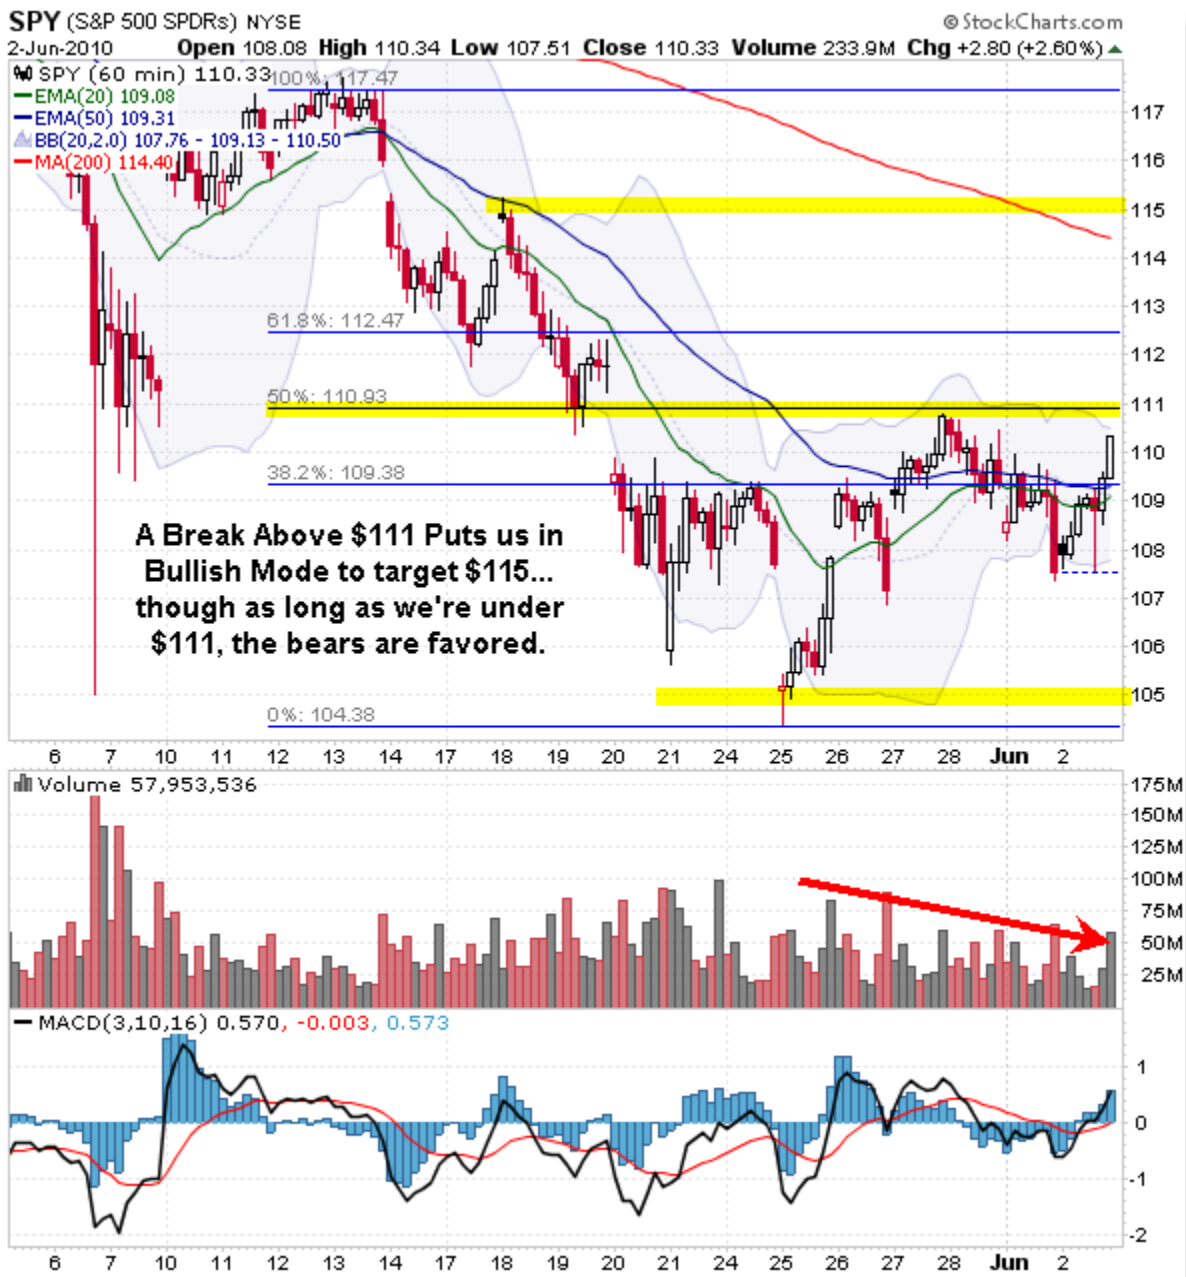 SPY (S&P 500 SPDRs) NYSE
© StockCharts.com
2-Jun-2010 Open 108.08 High 110.34 Low 107.51 Close 110.33 Volume 233.9M Chg +2.80 (+2.60%)
SPY (60 min) 110.33
EMA(20) 109.08
EMA(50) 109.31
BB(20,2.0) 107.76 - 109.13 - 110.50
MA(200) 114.40
100%: 117.47
61.8%: 112.47
50%: 110.93
38.2%: 109.38
0%: 104.38
A Break Above $111 Puts us in
Bullish Mode to target $115...
though as long as we're under
$111, the bears are favored.
117
116
115
114
113
112
111
110
109
108
107
106
105
6 7 10 11 12 13 14 17 18 19 20 24 25 26 27 28 Jun 2
Volume 57,953,536
175M
150M
125M
100M
75M
50M
25M
MACD(3,10,16) 0.570, -0.003, 0.573
1
0
-1
-2
6 7 10 11 12 13 14 17 18 19 20 24 25 26 27 28 Jun 2